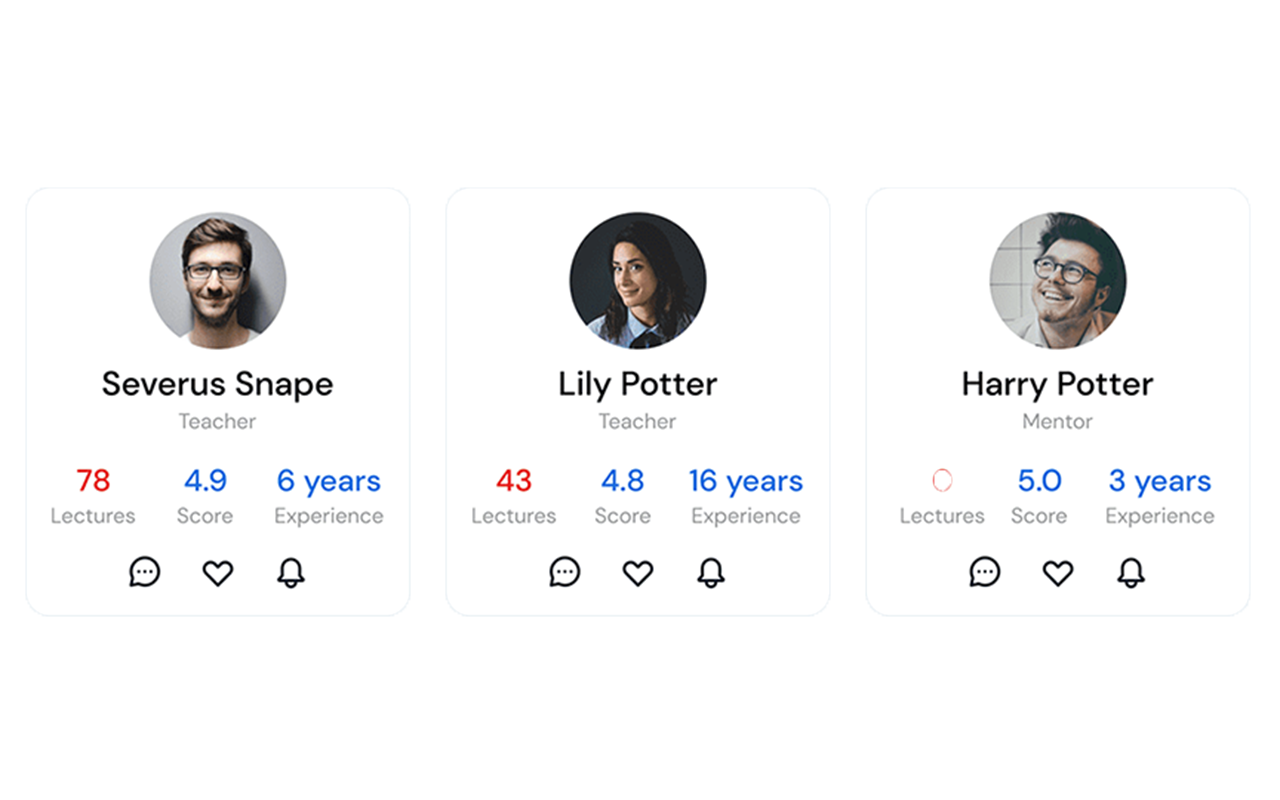 Severus Snape
Teacher
78 4.9 6 years
Lectures Score Experience
Lily Potter
Teacher
43 4.8 16 years
Lectures Score Experience
Harry Potter
Mentor
0 5.0 3 years
Lectures Score Experience